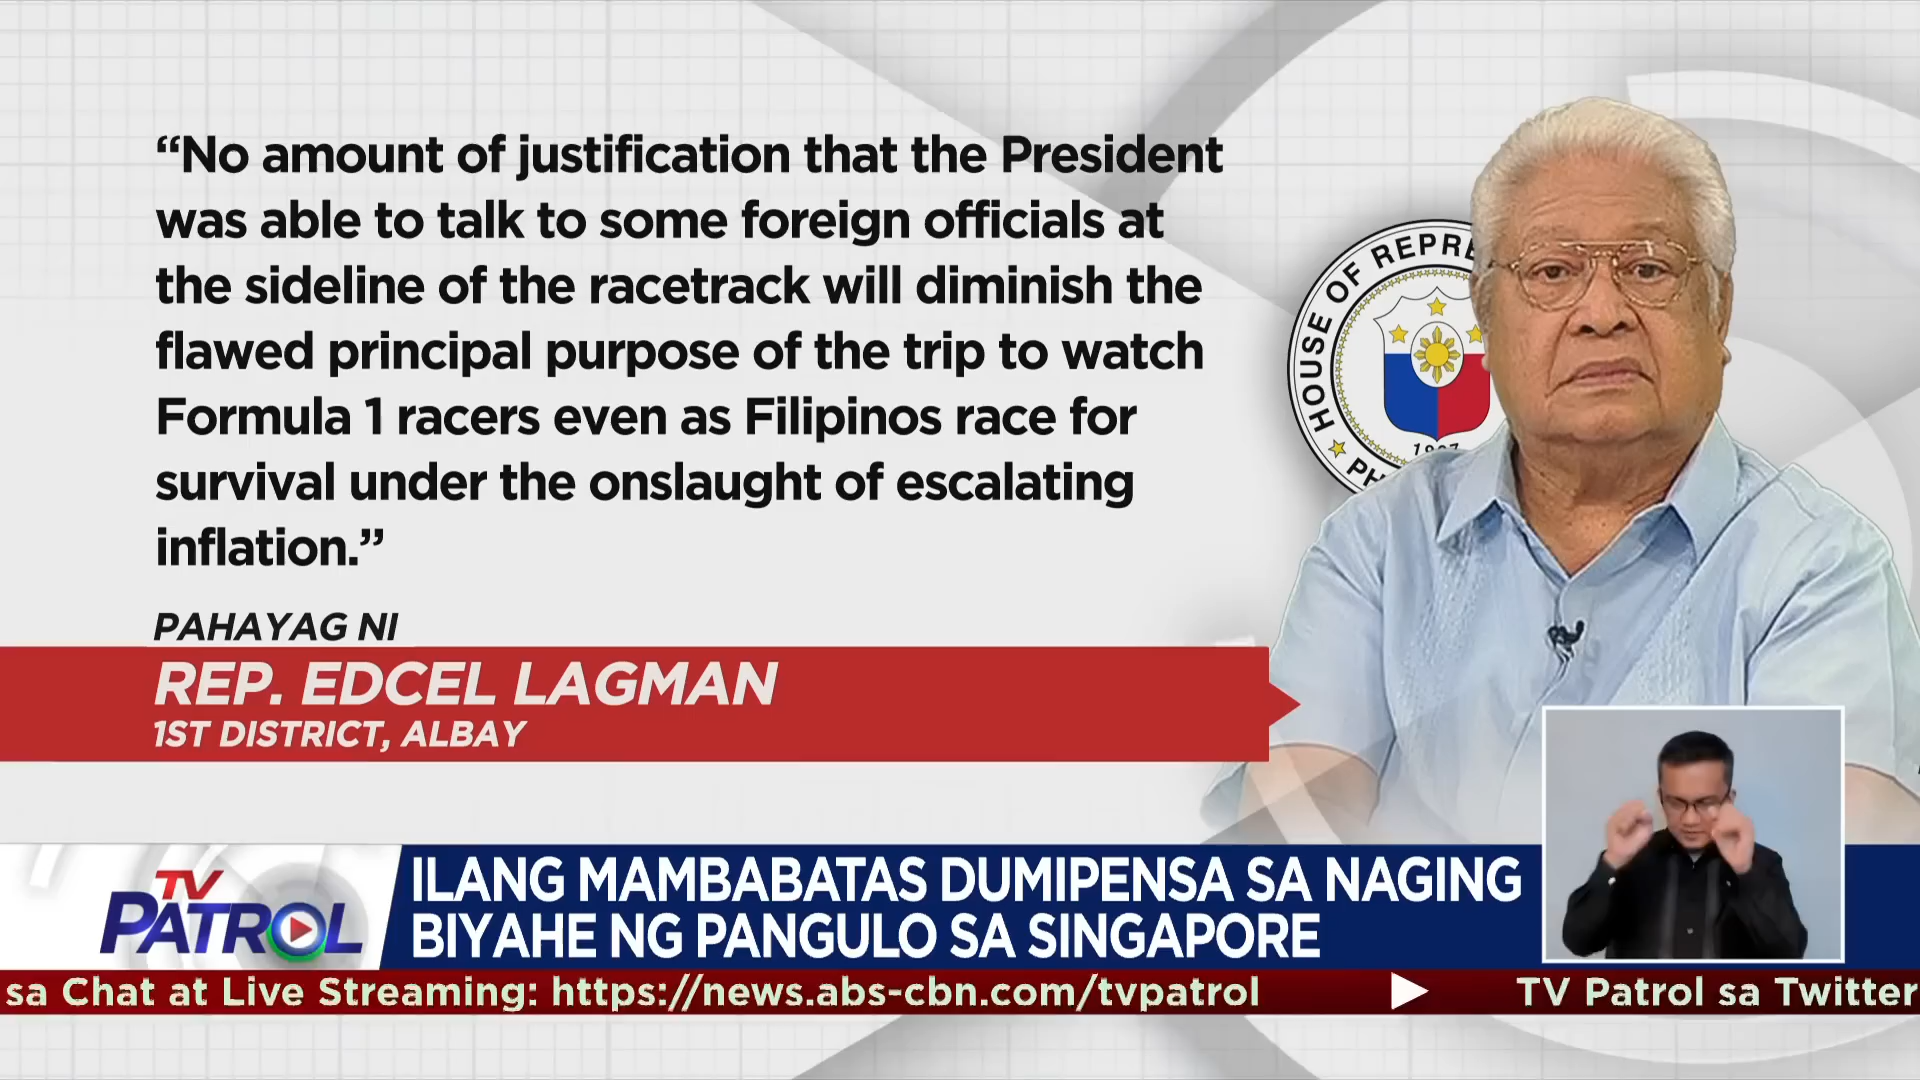 “No amount of justification that the President
was able to talk to some foreign officials at
the sideline of the racetrack will diminish the
flawed principal purpose of the trip to watch
Formula 1 racers even as Filipinos race for
survival under the onslaught of escalating
inflation.”
PAHAYAG NI
REP. EDCEL LAGMAN
1ST DISTRICT, ALBAY
HOUSE OF
TV
PATROL
ILANG MAMBABATAS DUMIPENSA SA NAGING
BIYAHE NG PANGULO SA SINGAPORE
sa Chat at Live Streaming: https://news.abs-cbn.com/tvpatrol
TV Patrol sa Twitter